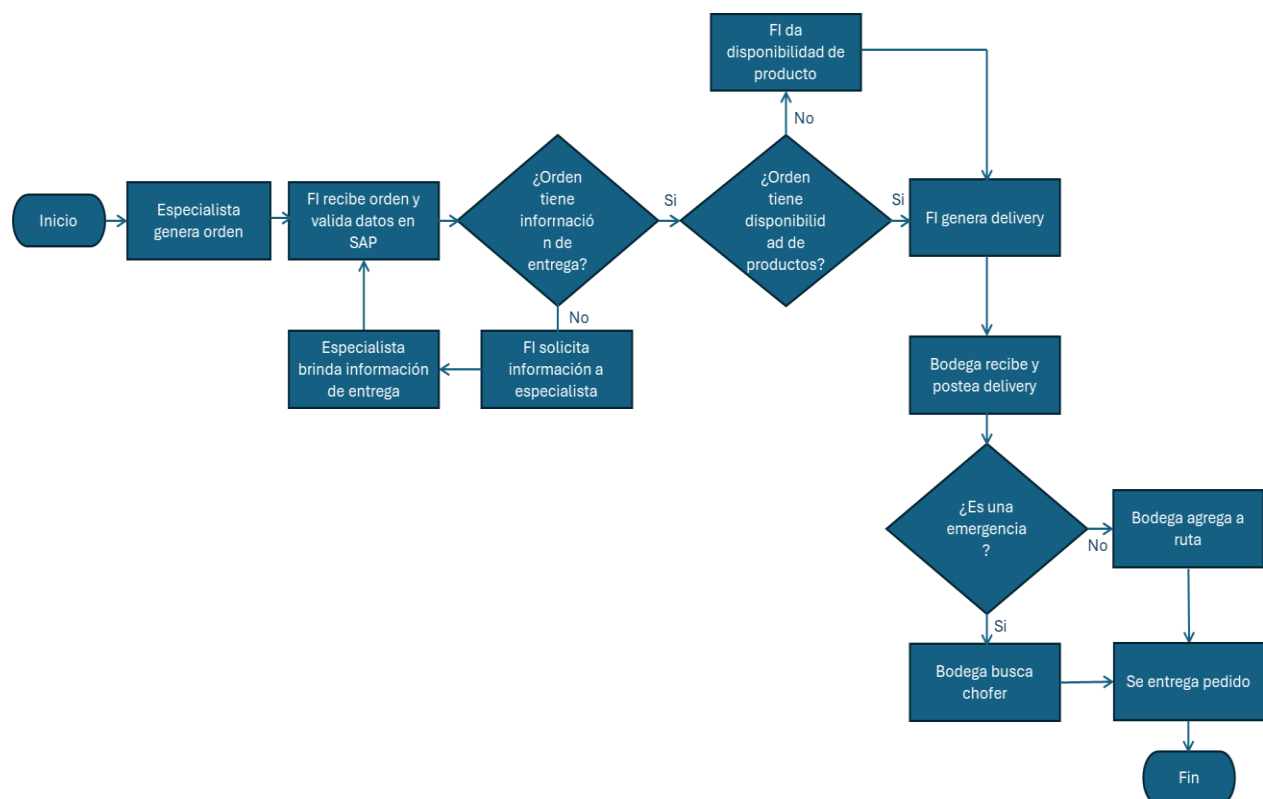 FI da
disponibilidad de
producto
No
Inicio
Especialista
genera orden
FI recibe orden y
valida datos en
SAP
¿Orden
tiene
informació
n de
entrega?
Si
¿Orden
tiene
disponibilid
ad de
productos?
Si
FI genera delivery
No
Especialista
brinda información
de entrega
FI solicita
información a
especialista
Bodega recibe y
postea delivery
¿Es una
emergencia
?
No
Bodega agrega a
ruta
Si
Bodega busca
chofer
Se entrega pedido
Fin